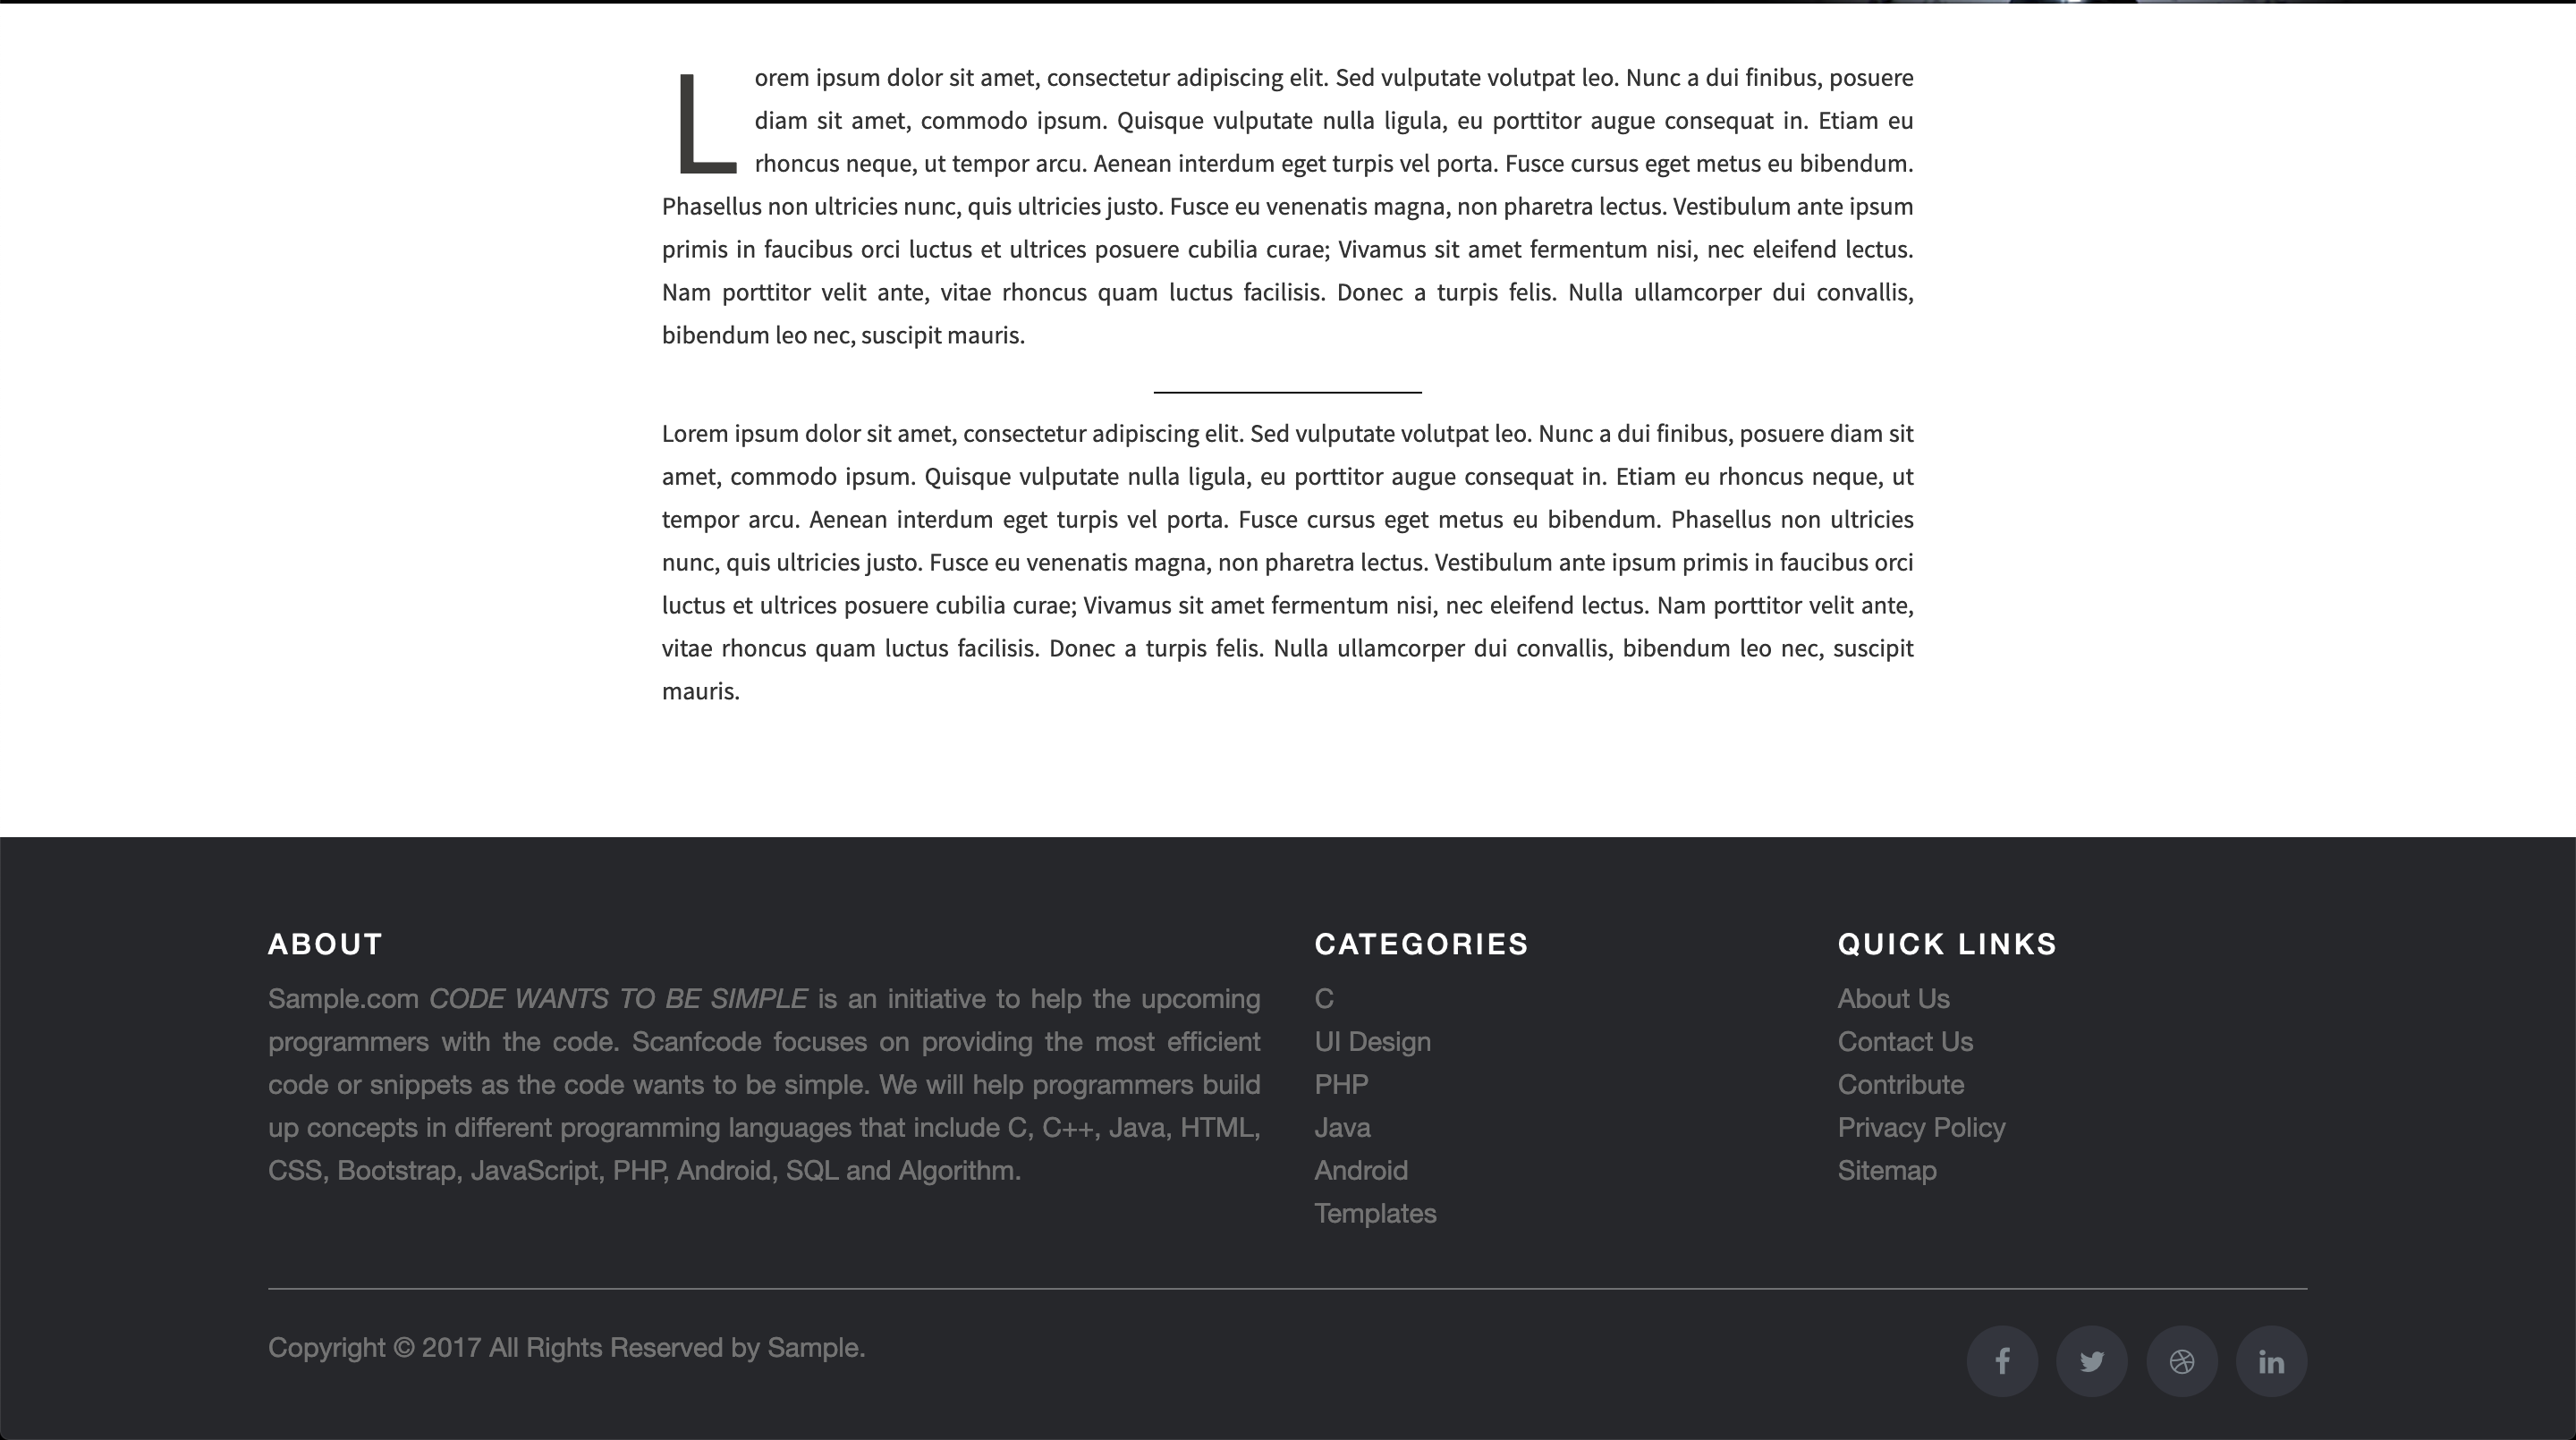 Lorem ipsum dolor sit amet, consectetur adipiscing elit. Sed vulputate volutpat leo. Nunc a dui finibus, posuere
diam sit amet, commodo ipsum. Quisque vulputate nulla ligula, eu porttitor augue consequat in. Etiam eu
rhoncus neque, ut tempor arcu. Aenean interdum eget turpis vel porta. Fusce cursus eget metus eu bibendum.
Phasellus non ultricies nunc, quis ultricies justo. Fusce eu venenatis magna, non pharetra lectus. Vestibulum ante ipsum
primis in faucibus orci luctus et ultrices posuere cubilia curae; Vivamus sit amet fermentum nisi, nec eleifend lectus.
Nam porttitor velit ante, vitae rhoncus quam luctus facilisis. Donec a turpis felis. Nulla ullamcorper dui convallis,
bibendum leo nec, suscipit mauris.
Lorem ipsum dolor sit amet, consectetur adipiscing elit. Sed vulputate volutpat leo. Nunc a dui finibus, posuere diam sit
amet, commodo ipsum. Quisque vulputate nulla ligula, eu porttitor augue consequat in. Etiam eu rhoncus neque, ut
tempor arcu. Aenean interdum eget turpis vel porta. Fusce cursus eget metus eu bibendum. Phasellus non ultricies
nunc, quis ultricies justo. Fusce eu venenatis magna, non pharetra lectus. Vestibulum ante ipsum primis in faucibus orci
luctus et ultrices posuere cubilia curae; Vivamus sit amet fermentum nisi, nec eleifend lectus. Nam porttitor velit ante,
vitae rhoncus quam luctus facilisis. Donec a turpis felis. Nulla ullamcorper dui convallis, bibendum leo nec, suscipit
mauris.
ABOUT
Sample.com CODE WANTS TO BE SIMPLE is an initiative to help the upcoming
programmers with the code. Scanfcode focuses on providing the most efficient
code or snippets as the code wants to be simple. We will help programmers build
up concepts in different programming languages that include C, C++, Java, HTML,
CSS, Bootstrap, JavaScript, PHP, Android, SQL and Algorithm.
CATEGORIES
C
UI Design
PHP
Java
Android
Templates
QUICK LINKS
About Us
Contact Us
Contribute
Privacy Policy
Sitemap
Copyright © 2017 All Rights Reserved by Sample.